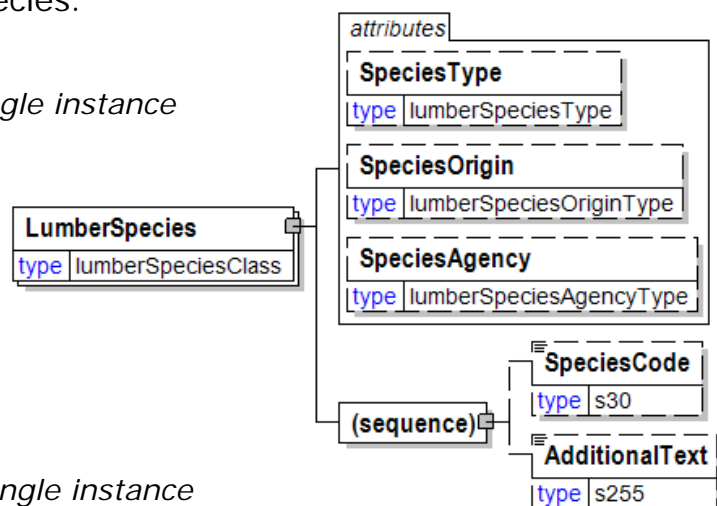 ecies.
attributes
SpeciesType
type lumberSpeciesType
ngle instance
SpeciesOrigin
type lumberSpeciesOriginType
LumberSpecies
type lumberSpeciesClass
SpeciesAgency
type lumberSpeciesAgencyType
SpeciesCode
type s30
(sequence)
AdditionalText
type s255
ngle instance